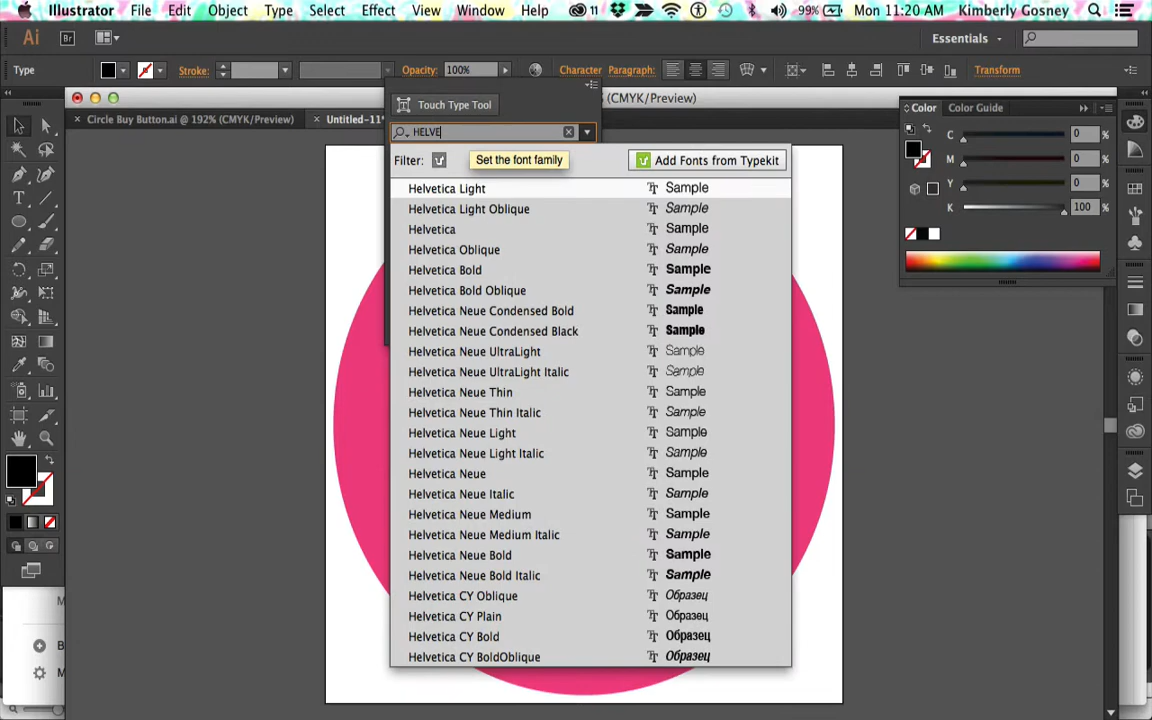 Illustrator File Edit Object Type Select Effect View Window Help 11 99% Mon 11:20 AM Kimberly Gosney
Ai Br Essentials
Type Stroke: Opacity: 100% Character Paragraph: Transform
(CMYK/Preview)
Touch Type Tool
× Circle Buy Button.ai @ 192% (CMYK/Preview) × Untitled-1*
HELVE
Filter: Set the font family Add Fonts from Typekit
Helvetica Light Sample
Helvetica Light Oblique Sample
Helvetica Sample
Helvetica Oblique Sample
Helvetica Bold Sample
Helvetica Bold Oblique Sample
Helvetica Neue Condensed Bold Sample
Helvetica Neue Condensed Black Sample
Helvetica Neue UltraLight Sample
Helvetica Neue UltraLight Italic Sample
Helvetica Neue Thin Sample
Helvetica Neue Thin Italic Sample
Helvetica Neue Light Sample
Helvetica Neue Light Italic Sample
Helvetica Neue Sample
Helvetica Neue Italic Sample
Helvetica Neue Medium Sample
Helvetica Neue Medium Italic Sample
Helvetica Neue Bold Sample
Helvetica Neue Bold Italic Sample
Helvetica CY Oblique Образец
Helvetica CY Plain Образец
Helvetica CY Bold Образец
Helvetica CY BoldOblique Образец
Color Color Guide
C 0 %
M 0 %
Y 0 %
K 100 %
M
B
M